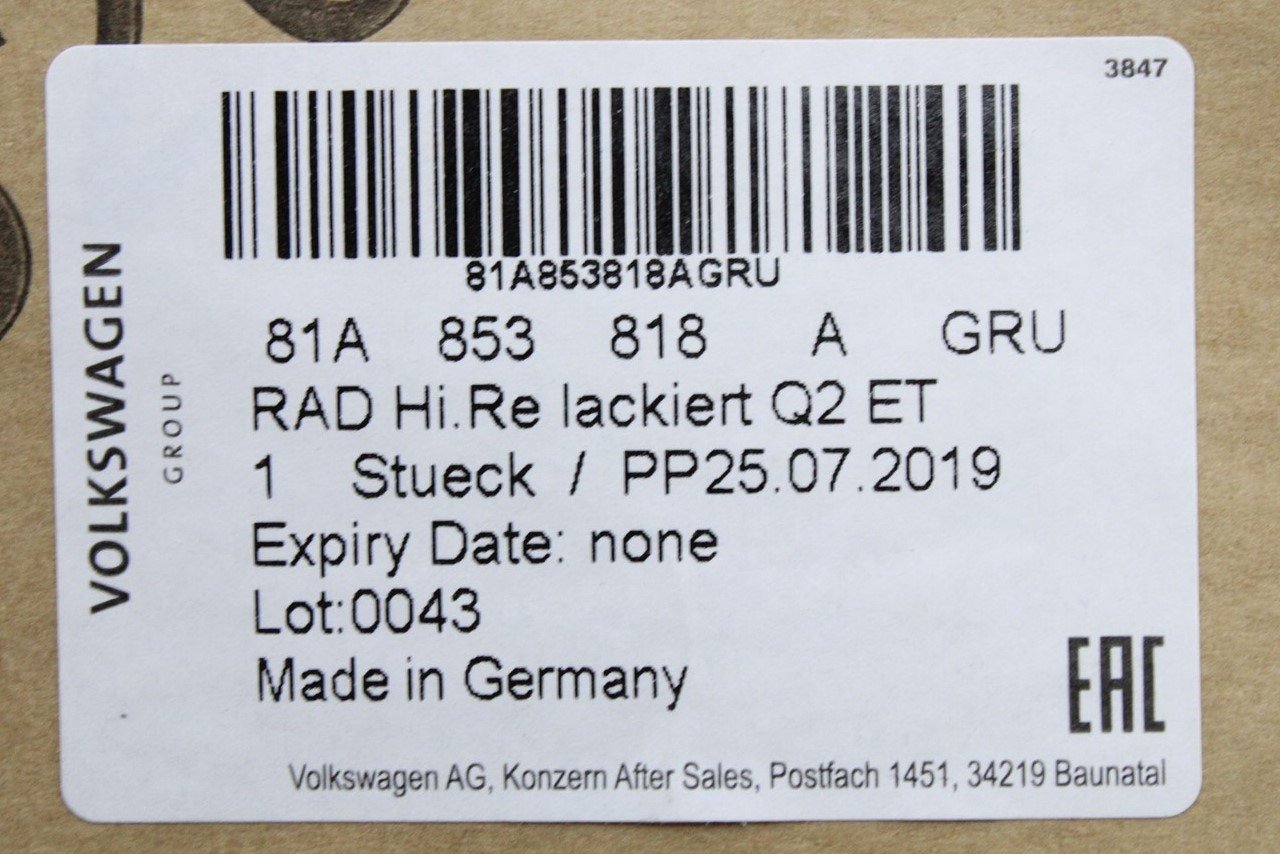 3847
81A853818AGRU
81A 853 818 A GRU
RAD Hi.Re lackiert Q2 ET
1 Stueck / PP25.07.2019
Expiry Date: none
Lot:0043
Made in Germany
EAC
Volkswagen AG, Konzern After Sales, Postfach 1451, 34219 Baunatal
VOLKSWAGEN
GROUP